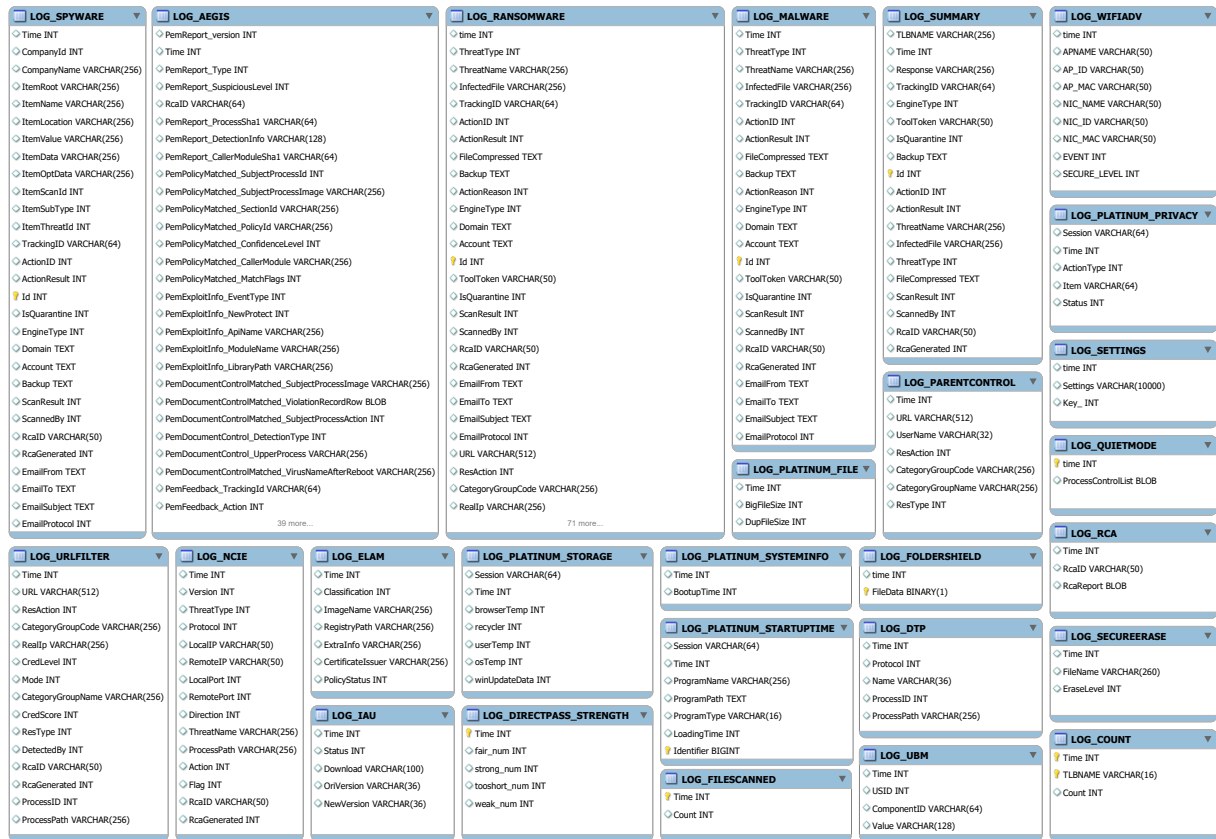 LOG_SPYWARE
Time INT
CompanyId INT
CompanyName VARCHAR(256)
ItemRoot VARCHAR(256)
ItemName VARCHAR(256)
ItemLocation VARCHAR(256)
ItemValue VARCHAR(256)
ItemData VARCHAR(256)
ItemOptData VARCHAR(256)
ItemScanId INT
ItemSubType INT
ItemThreatId INT
TrackingID VARCHAR(64)
ActionID INT
ActionResult INT
Id INT
IsQuarantine INT
EngineType INT
Domain TEXT
Account TEXT
Backup TEXT
ScanResult INT
ScannedBy INT
RcaID VARCHAR(50)
RcaGenerated INT
EmailFrom TEXT
EmailTo TEXT
EmailSubject TEXT
EmailProtocol INT
LOG_AEGIS
PemReport_version INT
Time INT
PemReport_Type INT
PemReport_SuspiciousLevel INT
RcaID VARCHAR(64)
PemReport_ProcessSha1 VARCHAR(64)
PemReport_DetectionInfo VARCHAR(128)
PemReport_CallerModuleSha1 VARCHAR(64)
PemPolicyMatched_SubjectProcessId INT
PemPolicyMatched_SubjectProcessImage VARCHAR(256)
PemPolicyMatched_SectionId VARCHAR(256)
PemPolicyMatched_PolicyId VARCHAR(256)
PemPolicyMatched_ConfidenceLevel INT
PemPolicyMatched_CallerModule VARCHAR(256)
PemPolicyMatched_MatchFlags INT
PemExploitInfo_EventType INT
PemExploitInfo_NewProtect INT
PemExploitInfo_ApiName VARCHAR(256)
PemExploitInfo_ModuleName VARCHAR(256)
PemExploitInfo_LibraryPath VARCHAR(256)
PemDocumentControlMatched_SubjectProcessImage VARCHAR(256)
PemDocumentControlMatched_ViolationRecordRow BLOB
PemDocumentControlMatched_SubjectProcessAction INT
PemDocumentControl_DetectionType INT
PemDocumentControl_UpperProcess VARCHAR(256)
PemDocumentControlMatched_VirusNameAfterReboot VARCHAR(256)
PemFeedback_TrackingId VARCHAR(64)
PemFeedback_Action INT
39 more...
LOG_RANSOMWARE
time INT
ThreatType INT
ThreatName VARCHAR(256)
InfectedFile VARCHAR(256)
TrackingID VARCHAR(64)
ActionID INT
ActionResult INT
FileCompressed TEXT
Backup TEXT
ActionReason INT
EngineType INT
Domain TEXT
Account TEXT
Id INT
ToolToken VARCHAR(50)
IsQuarantine INT
ScanResult INT
ScannedBy INT
RcaID VARCHAR(50)
RcaGenerated INT
EmailFrom TEXT
EmailTo TEXT
EmailSubject TEXT
EmailProtocol INT
URL VARCHAR(512)
ResAction INT
CategoryGroupCode VARCHAR(256)
RealIp VARCHAR(256)
71 more...
LOG_MALWARE
Time INT
ThreatType INT
ThreatName VARCHAR(256)
InfectedFile VARCHAR(256)
TrackingID VARCHAR(64)
ActionID INT
ActionResult INT
FileCompressed TEXT
Backup TEXT
ActionReason INT
EngineType INT
Domain TEXT
Account TEXT
Id INT
ToolToken VARCHAR(50)
IsQuarantine INT
ScanResult INT
ScannedBy INT
RcaID VARCHAR(50)
RcaGenerated INT
EmailFrom TEXT
EmailTo TEXT
EmailSubject TEXT
EmailProtocol INT
LOG_PLATINUM_FILE
Time INT
BigFileSize INT
DupFileSize INT
LOG_SUMMARY
TLBNAME VARCHAR(256)
Time INT
Response VARCHAR(256)
TrackingID VARCHAR(64)
EngineType INT
ToolToken VARCHAR(50)
IsQuarantine INT
Backup TEXT
Id INT
ActionID INT
ActionResult INT
ThreatName VARCHAR(256)
InfectedFile VARCHAR(256)
ThreatType INT
FileCompressed TEXT
ScanResult INT
ScannedBy INT
RcaID VARCHAR(50)
RcaGenerated INT
LOG_PARENTCONTROL
Time INT
URL VARCHAR(512)
UserName VARCHAR(32)
ResAction INT
CategoryGroupCode VARCHAR(256)
CategoryGroupName VARCHAR(256)
ResType INT
LOG_WIFIADV
time INT
APNAME VARCHAR(50)
AP_ID VARCHAR(50)
AP_MAC VARCHAR(50)
NIC_NAME VARCHAR(50)
NIC_ID VARCHAR(50)
NIC_MAC VARCHAR(50)
EVENT INT
SECURE_LEVEL INT
LOG_PLATINUM_PRIVACY
Session VARCHAR(64)
Time INT
ActionType INT
Item VARCHAR(64)
Status INT
LOG_SETTINGS
time INT
Settings VARCHAR(10000)
Key_ INT
LOG_QUIETMODE
time INT
ProcessControlList BLOB
LOG_RCA
Time INT
RcaID VARCHAR(50)
RcaReport BLOB
LOG_SECUREERASE
Time INT
FileName VARCHAR(260)
EraseLevel INT
LOG_COUNT
Time INT
TLBNAME VARCHAR(16)
Count INT
LOG_URLFILTER
Time INT
URL VARCHAR(512)
ResAction INT
CategoryGroupCode VARCHAR(256)
RealIp VARCHAR(256)
CredLevel INT
Mode INT
CategoryGroupName VARCHAR(256)
CredScore INT
ResType INT
DetectedBy INT
RcaID VARCHAR(50)
RcaGenerated INT
ProcessID INT
ProcessPath VARCHAR(256)
LOG_NCIE
Time INT
Version INT
ThreatType INT
Protocol INT
LocalIP VARCHAR(50)
RemoteIP VARCHAR(50)
LocalPort INT
RemotePort INT
Direction INT
ThreatName VARCHAR(256)
ProcessPath VARCHAR(256)
Action INT
Flag INT
RcaID VARCHAR(50)
RcaGenerated INT
LOG_ELAM
Time INT
Classification INT
ImageName VARCHAR(256)
RegistryPath VARCHAR(256)
ExtraInfo VARCHAR(256)
CertificateIssuer VARCHAR(256)
PolicyStatus INT
LOG_IAU
Time INT
Status INT
Download VARCHAR(100)
OriVersion VARCHAR(36)
NewVersion VARCHAR(36)
LOG_PLATINUM_STORAGE
Session VARCHAR(64)
Time INT
browserTemp INT
recycler INT
userTemp INT
osTemp INT
winUpdateData INT
LOG_DIRECTPASS_STRENGTH
Time INT
fair_num INT
strong_num INT
tooshort_num INT
weak_num INT
LOG_PLATINUM_SYSTEMINFO
Time INT
BootupTime INT
LOG_PLATINUM_STARTUPTIME
Session VARCHAR(64)
Time INT
ProgramName VARCHAR(256)
ProgramPath TEXT
ProgramType VARCHAR(16)
LoadingTime INT
Identifier BIGINT
LOG_FILESCANNED
Time INT
Count INT
LOG_FOLDERSHIELD
time INT
FileData BINARY(1)
LOG_DTP
Time INT
Protocol INT
Name VARCHAR(36)
ProcessID INT
ProcessPath VARCHAR(256)
LOG_UBM
Time INT
USID INT
ComponentID VARCHAR(64)
Value VARCHAR(128)